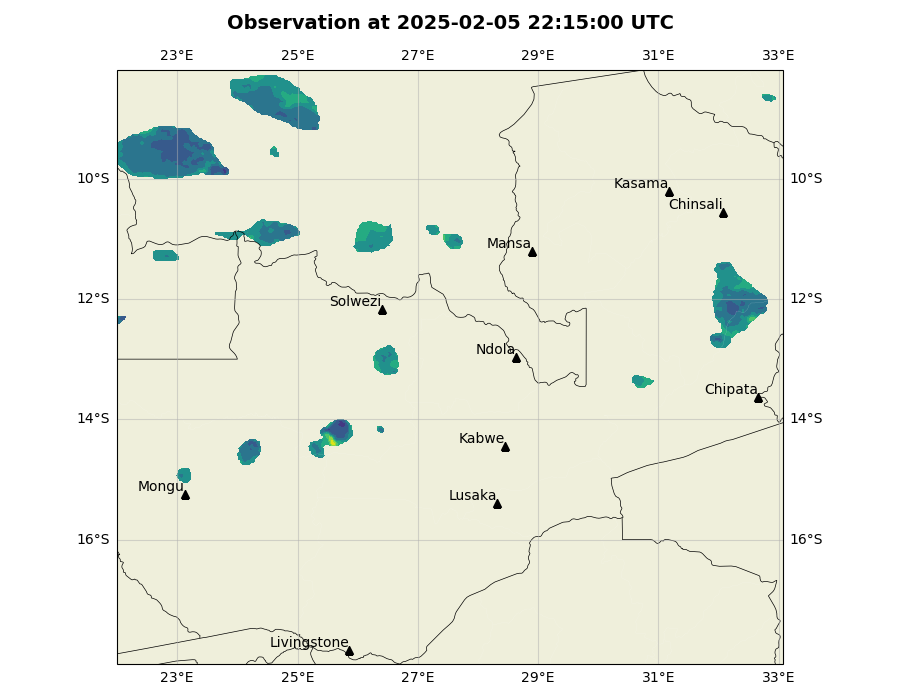 Observation at 2025-02-05 22:15:00 UTC
23°E 25°E 27°E 29°E 31°E 33°E
10°S 10°S
Kasama
Chinsali
Mansa
12°S 12°S
Solwezi
Ndola
Chipata
14°S 14°S
Kabwe
Mongu
Lusaka
16°S 16°S
Livingstone
23°E 25°E 27°E 29°E 31°E 33°E